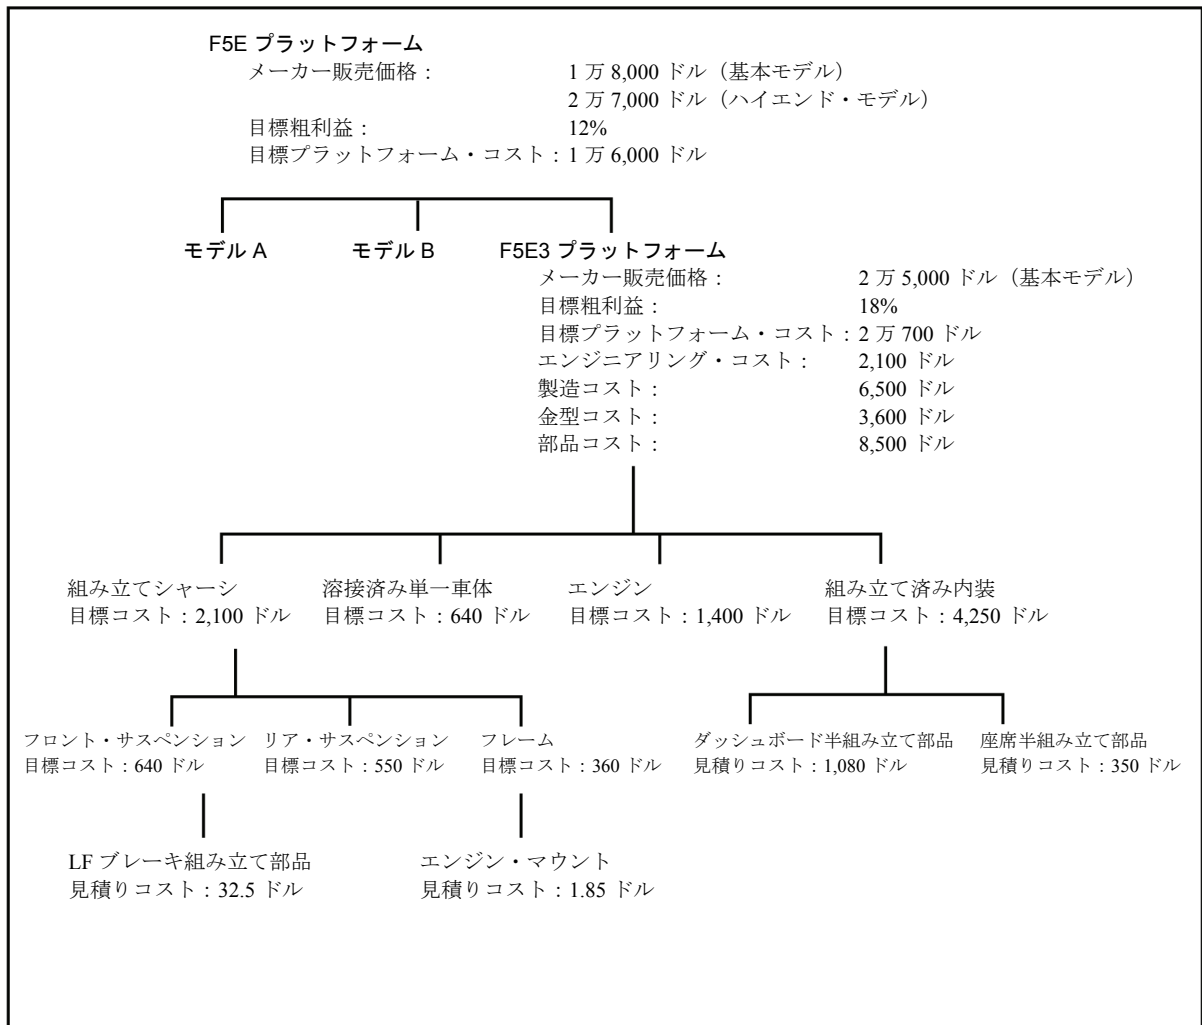 F5E プラットフォーム
メーカー販売価格： 1 万 8,000 ドル（基本モデル）
2 万 7,000 ドル（ハイエンド・モデル）
目標粗利益： 12%
目標プラットフォーム・コスト：1 万 6,000 ドル
モデル A モデル B F5E3 プラットフォーム
メーカー販売価格： 2 万 5,000 ドル（基本モデル）
目標粗利益： 18%
目標プラットフォーム・コスト：2 万 700 ドル
エンジニアリング・コスト： 2,100 ドル
製造コスト： 6,500 ドル
金型コスト： 3,600 ドル
部品コスト： 8,500 ドル
組み立てシャーシ 溶接済み単一車体 エンジン 組み立て済み内装
目標コスト：2,100 ドル 目標コスト：640 ドル 目標コスト：1,400 ドル 目標コスト：4,250 ドル
フロント・サスペンション リア・サスペンション フレーム ダッシュボード半組み立て部品 座席半組み立て部品
目標コスト：640 ドル 目標コスト：550 ドル 目標コスト：360 ドル 見積りコスト：1,080 ドル 見積りコスト：350 ドル
LF ブレーキ組み立て部品 エンジン・マウント
見積りコスト：32.5 ドル 見積りコスト：1.85 ドル